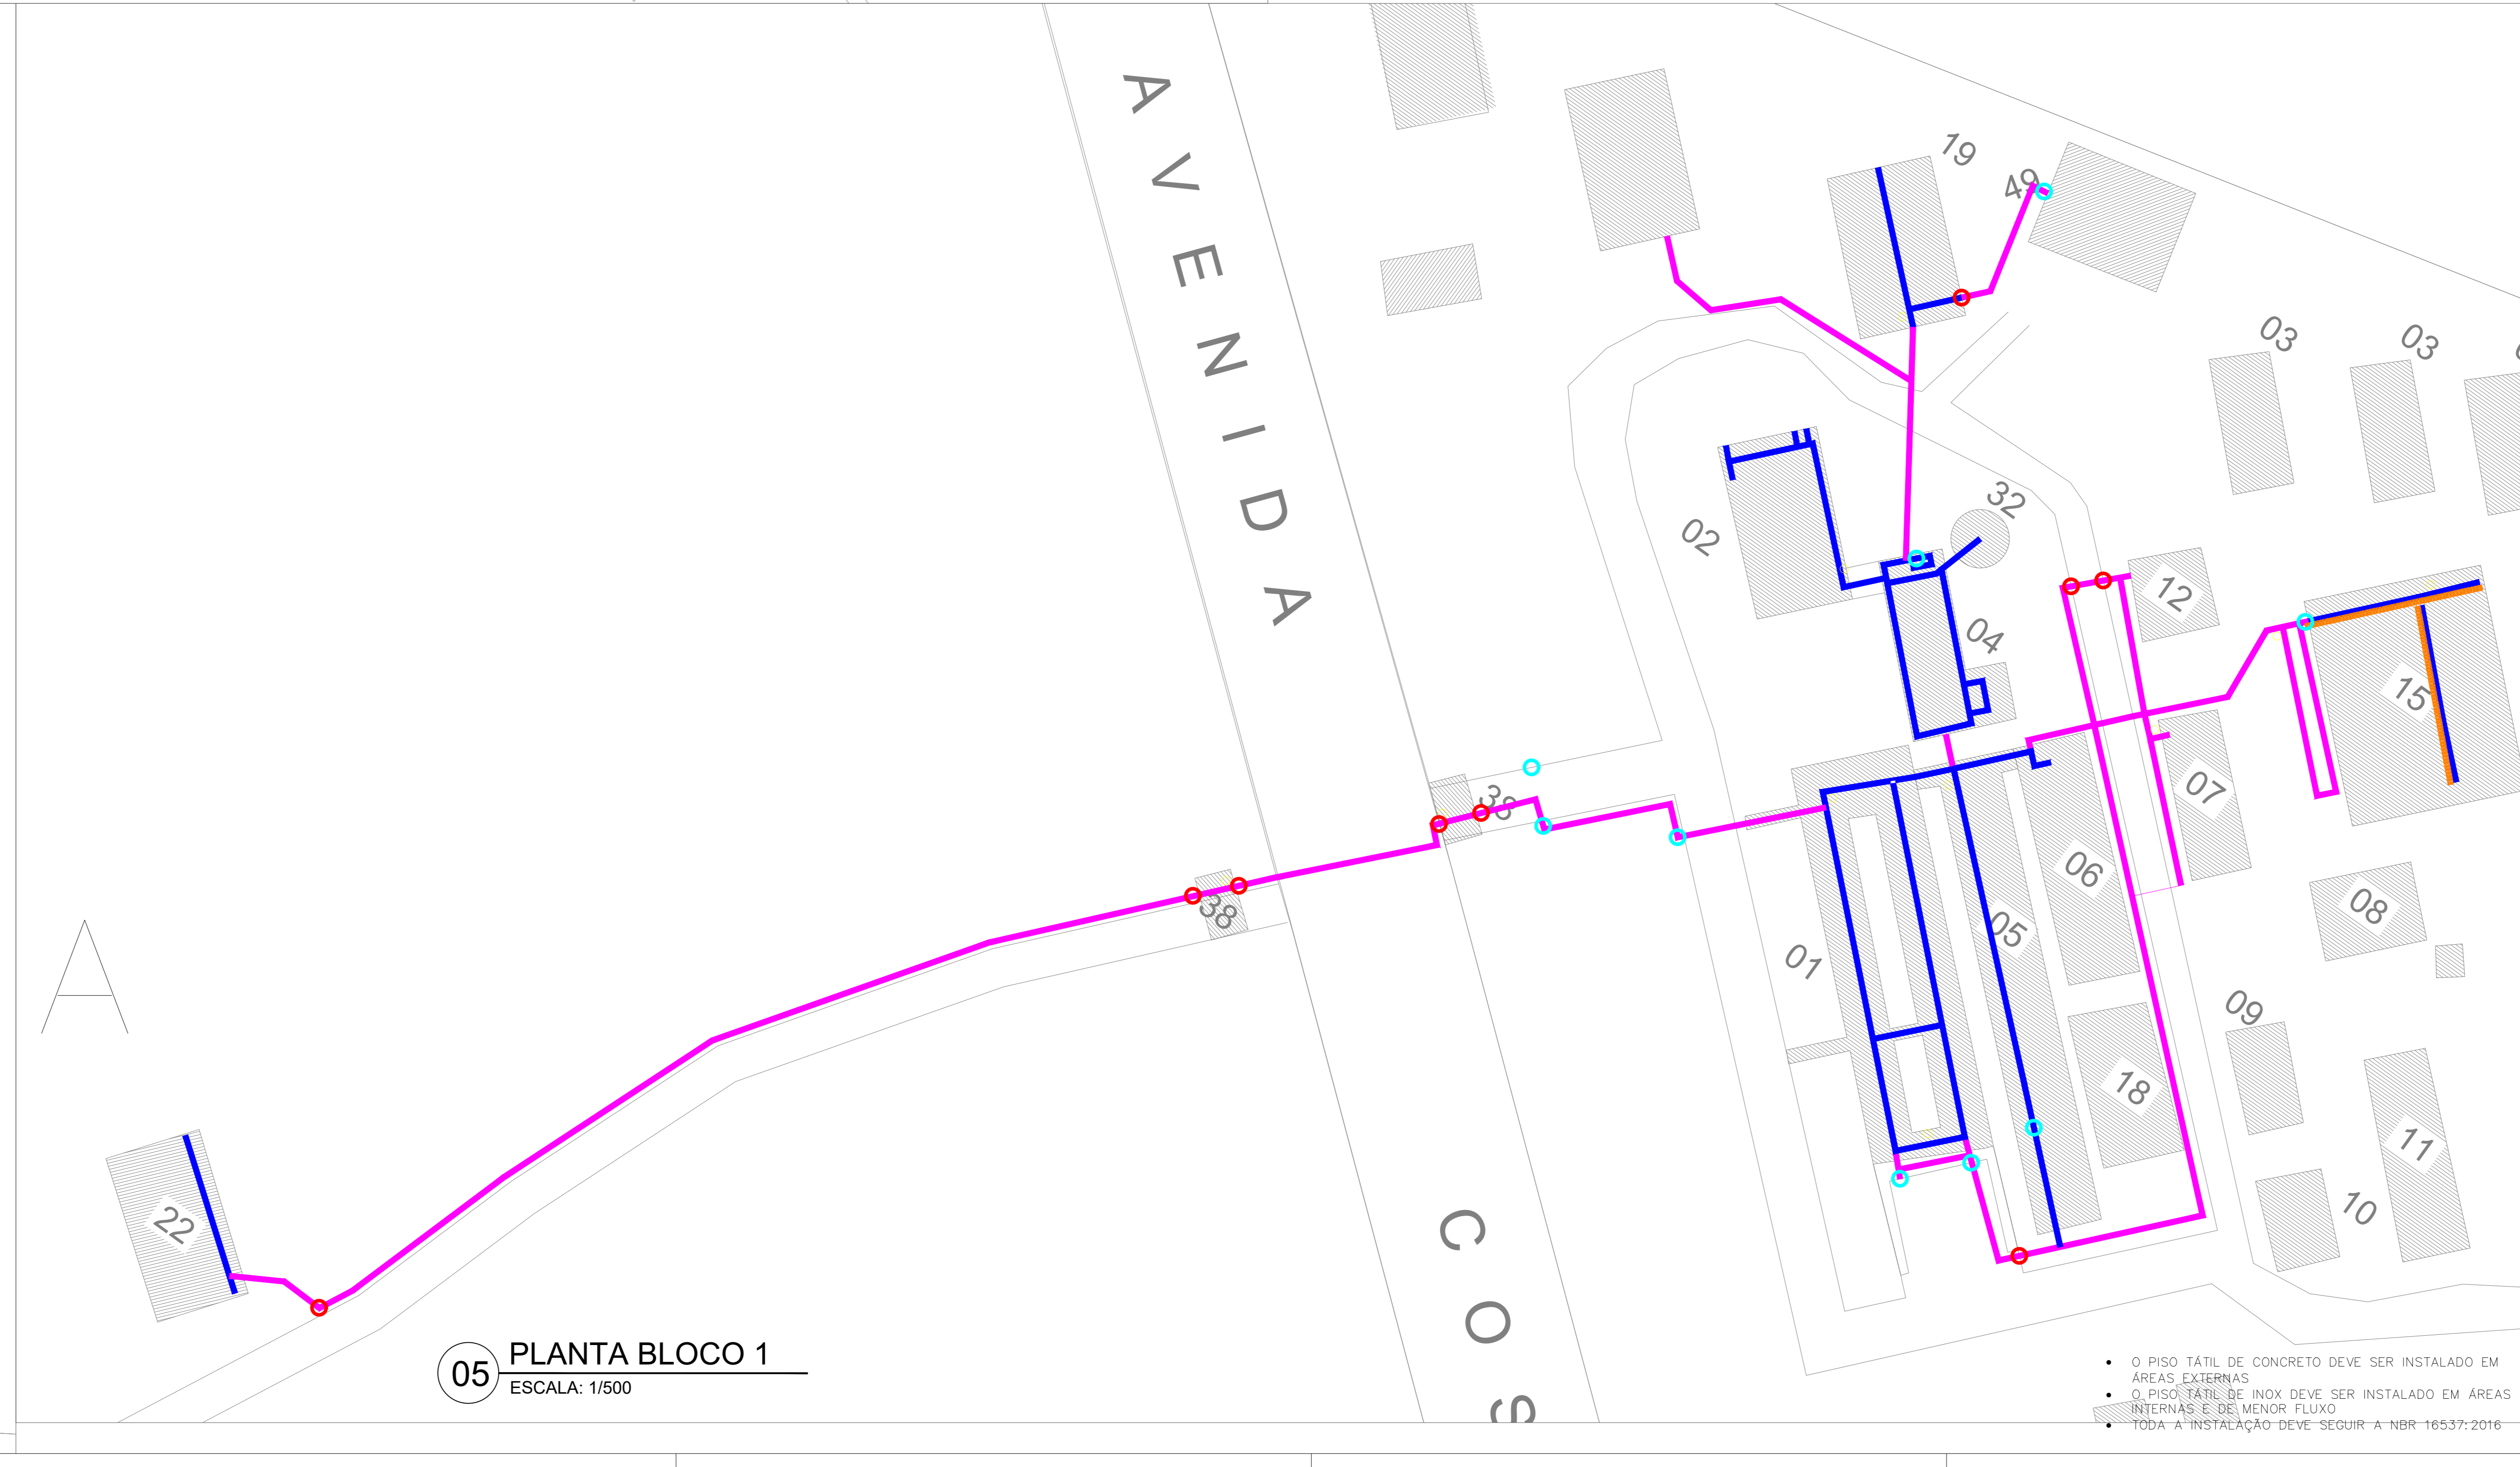 AVENIDA
COS
19
49
03
03
32
02
12
04
15
38
07
38
06
08
05
01
09
18
11
10
22
A
05 PLANTA BLOCO 1
ESCALA: 1/500
• O PISO TÁTIL DE CONCRETO DEVE SER INSTALADO EM
ÁREAS EXTERNAS
• O PISO TÁTIL DE INOX DEVE SER INSTALADO EM ÁREAS
INTERNAS E DE MENOR FLUXO
• TODA A INSTALAÇÃO DEVE SEGUIR A NBR 16537:2016